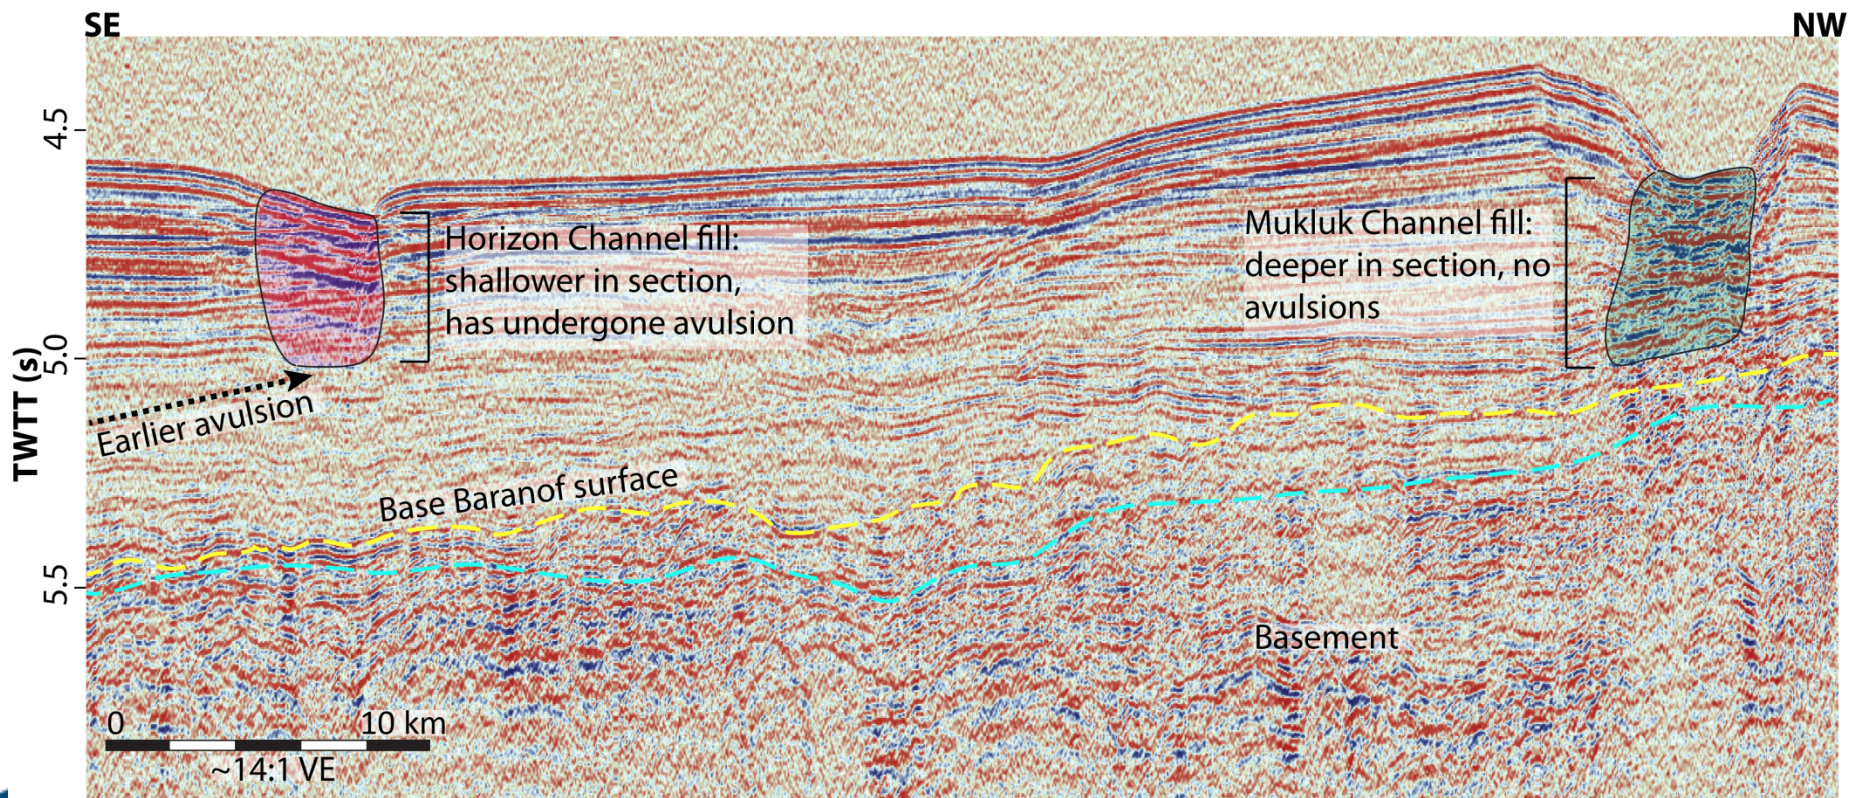 SE
NW
4.5
5.0
5.5
TWTT (s)
Horizon Channel fill:
shallower in section,
has undergone avulsion
Mukluk Channel fill:
deeper in section, no
avulsions
Earlier avulsion
Base Baranof surface
Basement
0
10 km
~14:1 VE